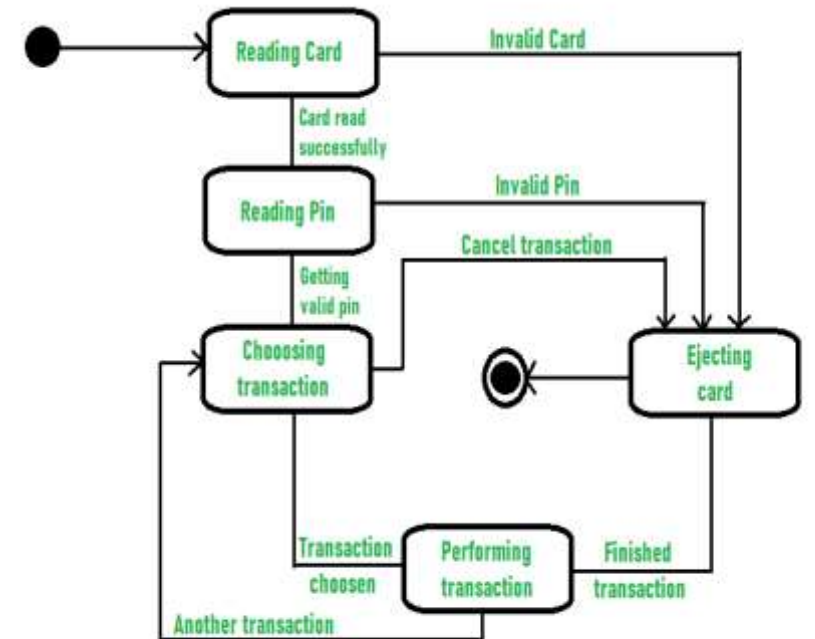 Reading Card
Invalid Card
Card read
successfully
Reading Pin
Invalid Pin
Cancel transaction
Getting
valid pin
Chooosing
transaction
Ejecting
card
Transaction
choosen
Performing
transaction
Finished
transaction
Another transaction